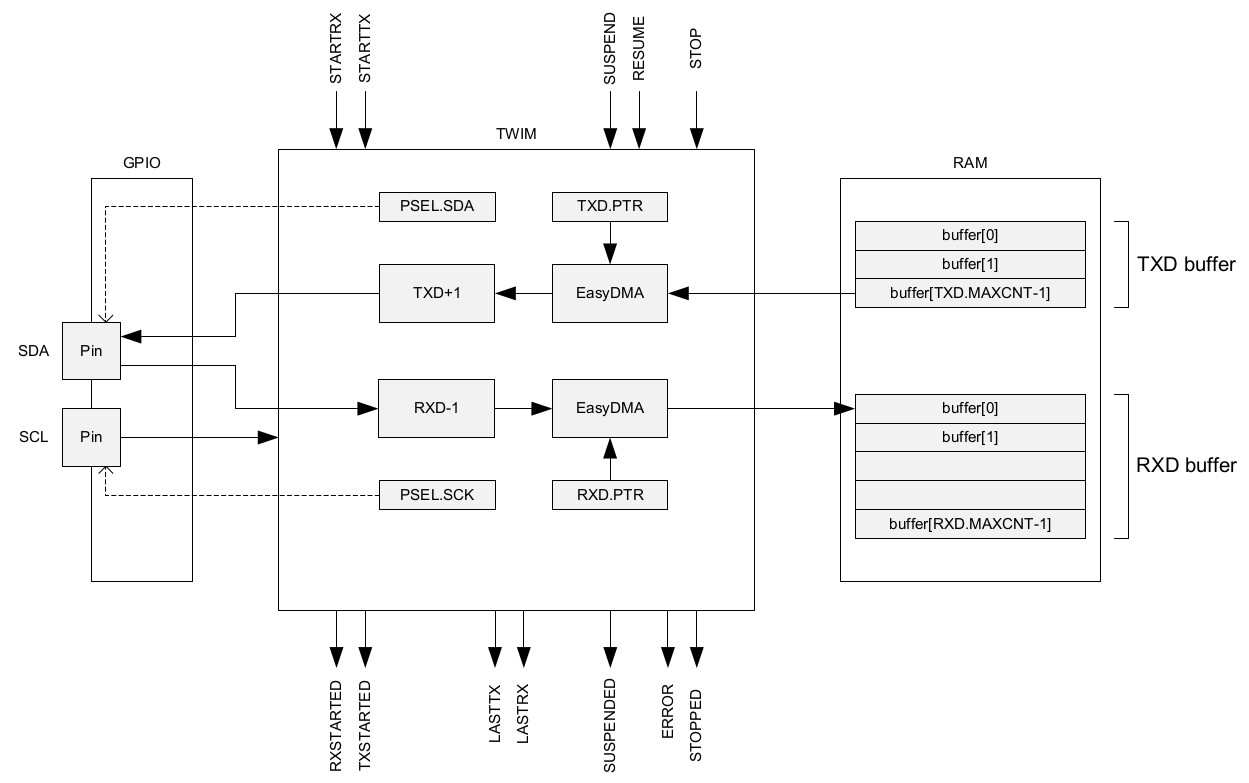 STARTRX
STARTTX
SUSPEND
RESUME
STOP
TWIM
GPIO
RAM
PSEL.SDA
TXD.PTR
buffer[0]
buffer[1]
buffer[TXD.MAXCNT-1]
TXD buffer
TXD+1
EasyDMA
SDA
Pin
RXD-1
EasyDMA
buffer[0]
buffer[1]
buffer[RXD.MAXCNT-1]
RXD buffer
SCL
Pin
PSEL.SCK
RXD.PTR
RXSTARTED
TXSTARTED
LASTTX
LASTRX
SUSPENDED
ERROR
STOPPED